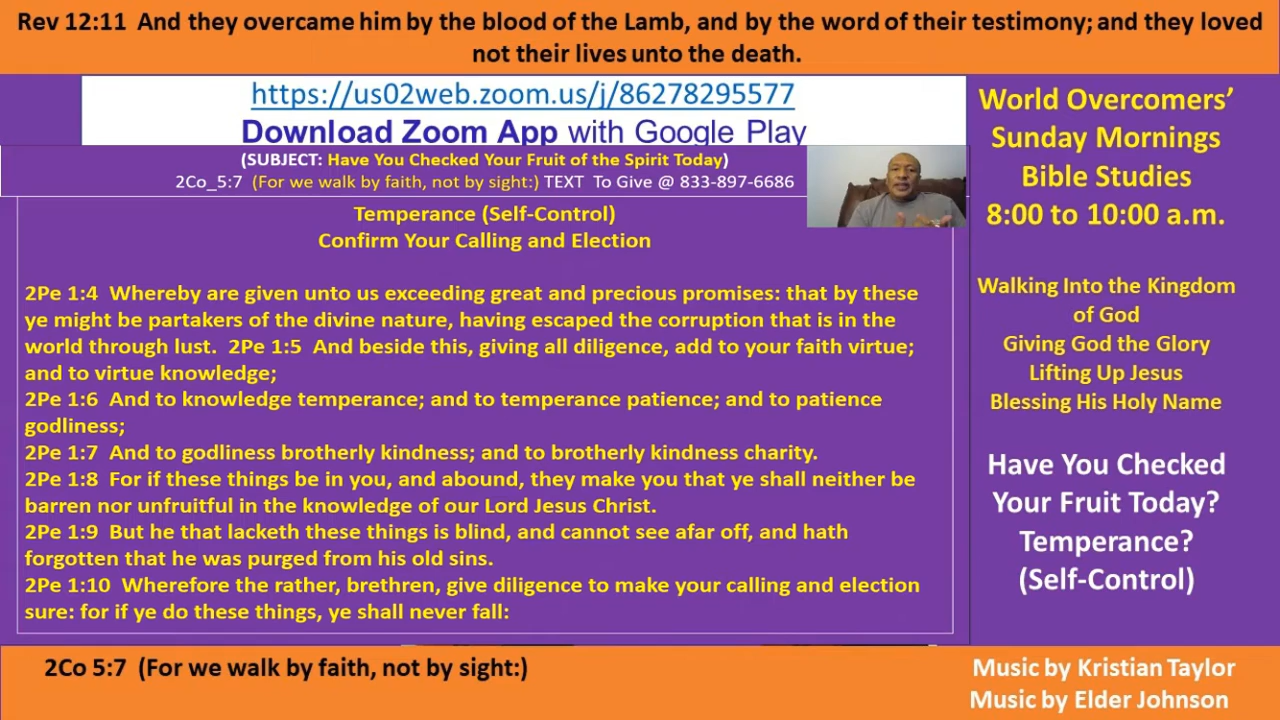 Rev 12:11 And they overcame him by the blood of the Lamb, and by the word of their testimony; and they loved
not their lives unto the death.
https://us02web.zoom.us/j/86278295577
Download Zoom App with Google Play
(SUBJECT: Have You Checked Your Fruit of the Spirit Today)
2Co_5:7 (For we walk by faith, not by sight:) TEXT To Give @ 833-897-6686
Temperance (Self-Control)
Confirm Your Calling and Election
2Pe 1:4 Whereby are given unto us exceeding great and precious promises: that by these
ye might be partakers of the divine nature, having escaped the corruption that is in the
world through lust. 2Pe 1:5 And beside this, giving all diligence, add to your faith virtue;
and to virtue knowledge;
2Pe 1:6 And to knowledge temperance; and to temperance patience; and to patience
godliness;
2Pe 1:7 And to godliness brotherly kindness; and to brotherly kindness charity.
2Pe 1:8 For if these things be in you, and abound, they make you that ye shall neither be
barren nor unfruitful in the knowledge of our Lord Jesus Christ.
2Pe 1:9 But he that lacketh these things is blind, and cannot see afar off, and hath
forgotten that he was purged from his old sins.
2Pe 1:10 Wherefore the rather, brethren, give diligence to make your calling and election
sure: for if ye do these things, ye shall never fall:
World Overcomers'
Sunday Mornings
Bible Studies
8:00 to 10:00 a.m.
Walking Into the Kingdom
of God
Giving God the Glory
Lifting Up Jesus
Blessing His Holy Name
Have You Checked
Your Fruit Today?
Temperance?
(Self-Control)
2Co 5:7 (For we walk by faith, not by sight:)
Music by Kristian Taylor
Music by Elder Johnson